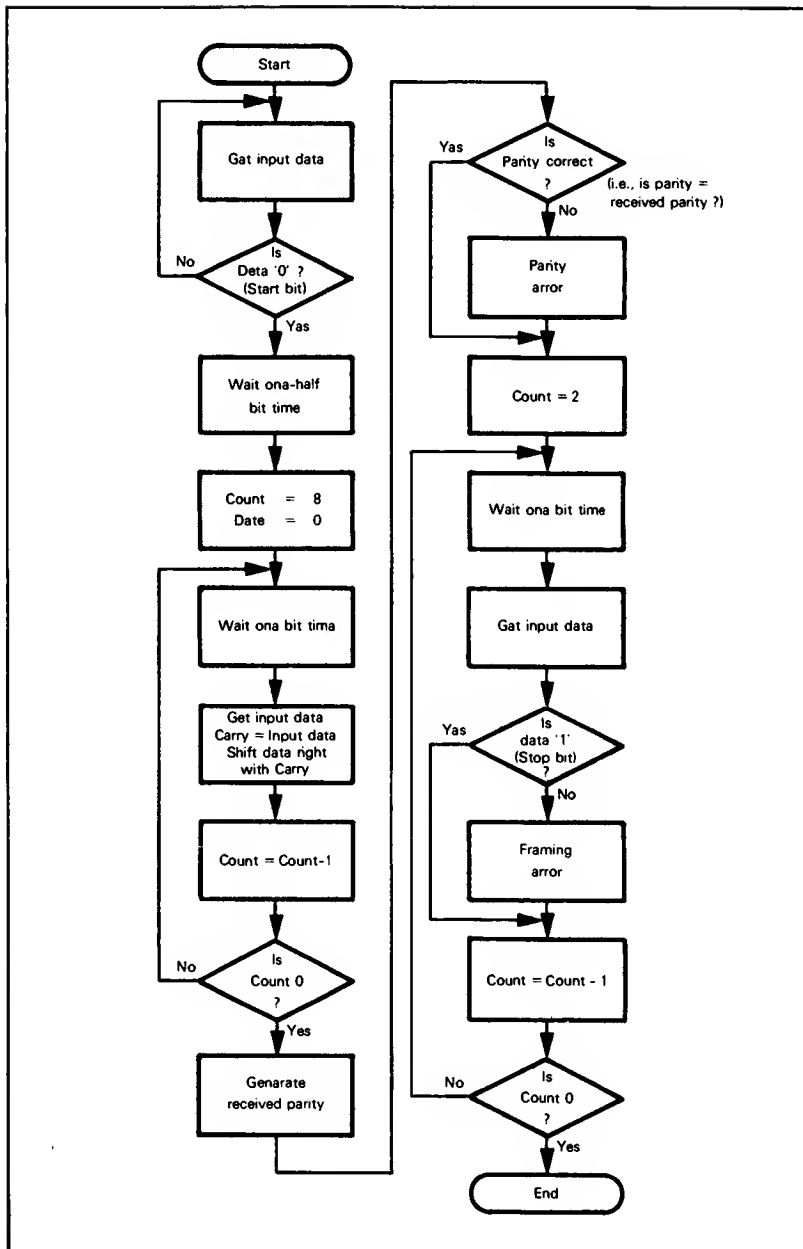 Start
Gat input data
Is
Deta '0' ?
(Start bit)
No
Yas
Wait ona-half
bit time
Count = 8
Date = 0
Wait ona bit tima
Get input data
Carry = Input data
Shift data right
with Carry
Count = Count-1
Is
Count 0
?
No
Yes
Genarate
received parity
Is
Parity correct
?
Yas
(i.e., is parity =
received parity ?)
No
Parity
arror
Count = 2
Wait ona bit time
Gat input data
Is
data '1'
(Stop bit)
?
Yas
No
Framing
arror
Count = Count - 1
Is
Count 0
?
No
Yes
End